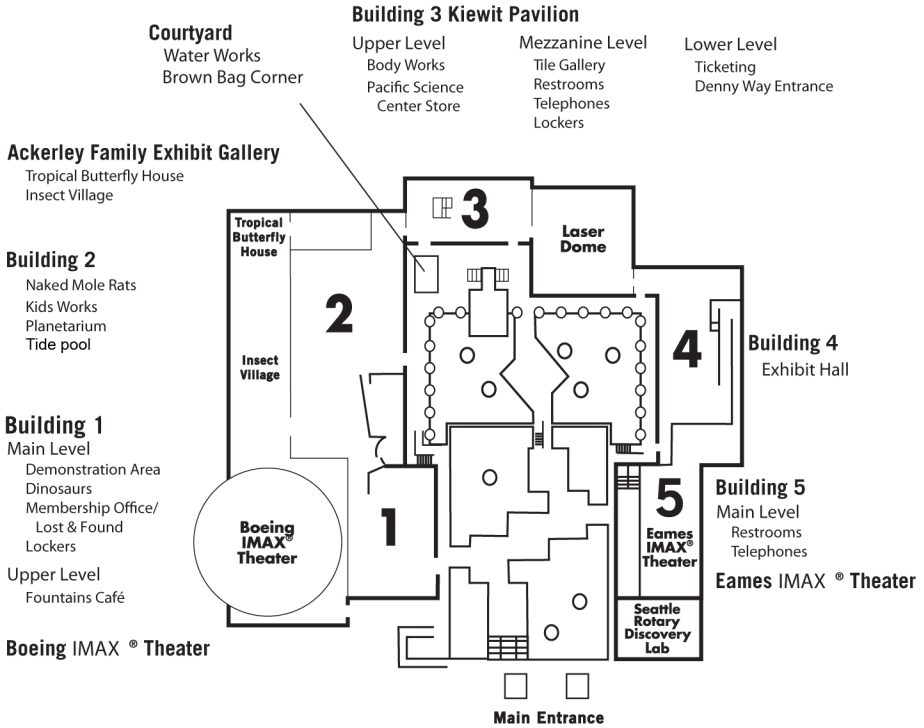 Building 3 Kiewit Pavilion
Upper Level
Body Works
Pacific Science
Center Store
Mezzanine Level
Tile Gallery
Restrooms
Telephones
Lockers
Lower Level
Ticketing
Denny Way Entrance
Courtyard
Water Works
Brown Bag Corner
Ackerley Family Exhibit Gallery
Tropical Butterfly House
Insect Village
Building 2
Naked Mole Rats
Kids Works
Planetarium
Tide pool
Building 1
Main Level
Demonstration Area
Dinosaurs
Membership Office/
Lost & Found
Lockers
Upper Level
Fountains Café
Boeing IMAX ® Theater
Tropical
Butterfly
House
Insect
Village
2
3
Laser
Dome
4
Building 4
Exhibit Hall
Boeing
IMAX®
Theater
1
5
Eames
IMAX®
Theater
Building 5
Main Level
Restrooms
Telephones
Eames IMAX ® Theater
Seattle
Rotary
Discovery
Lab
Main Entrance